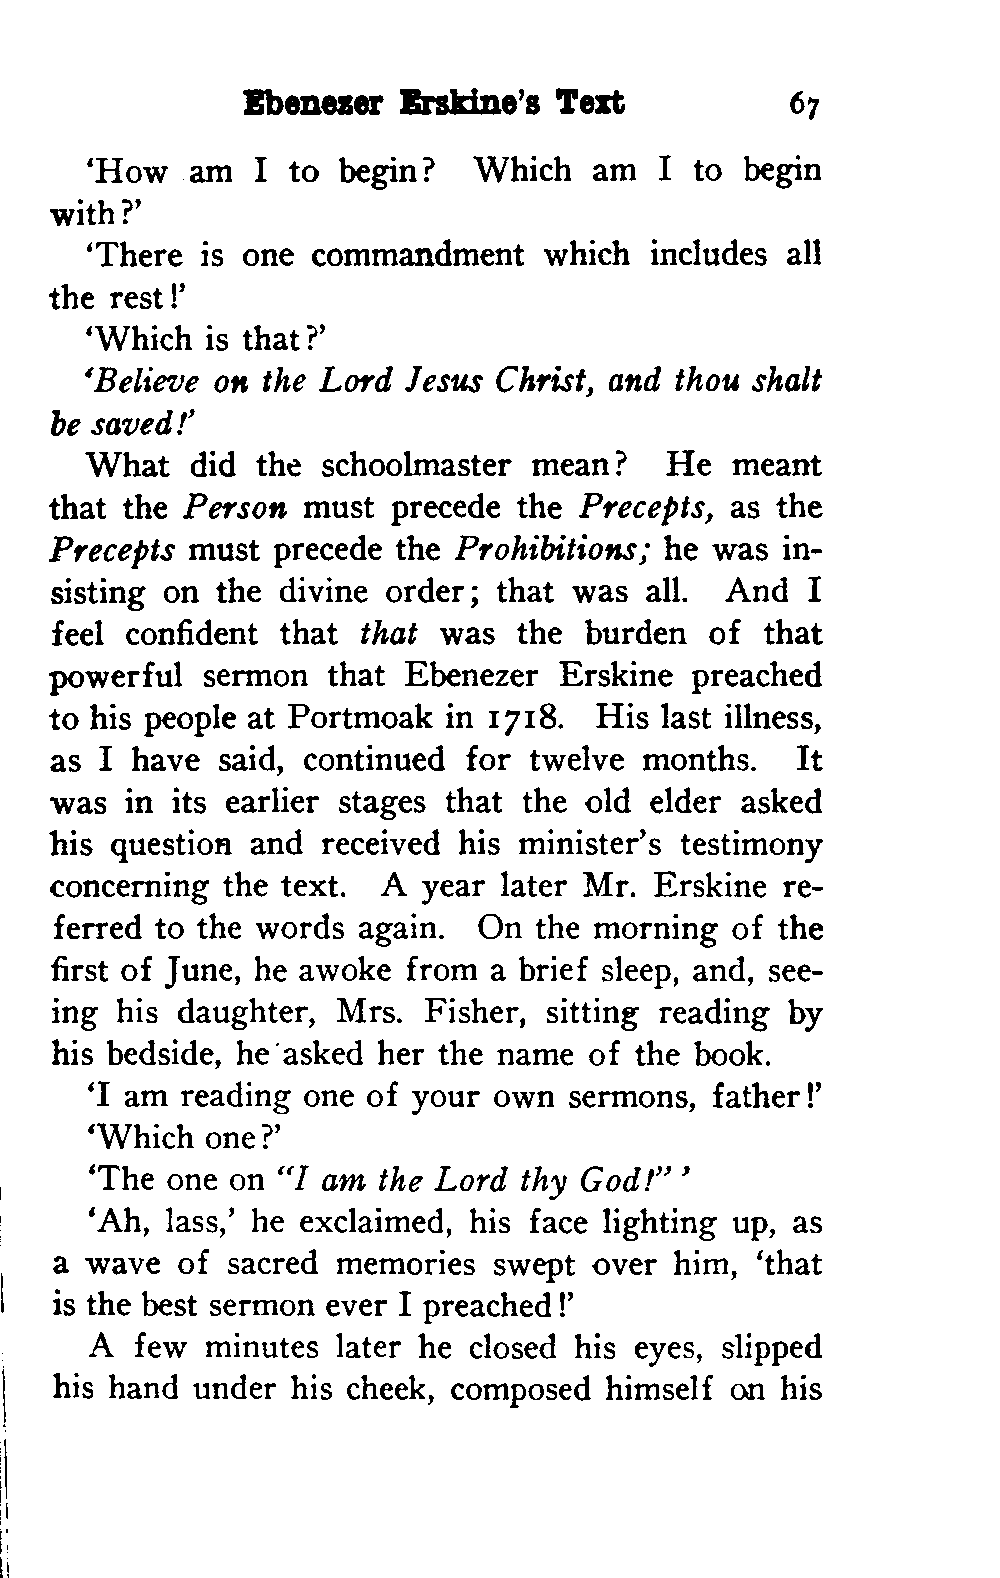 Ebenezer Erskine's Text 67
‘How am I to begin? Which am I to begin
with?’
‘There is one commandment which includes all
the rest!’
‘Which is that?’
‘Believe on the Lord Jesus Christ, and thou shalt
be saved!’
What did the schoolmaster mean? He meant
that the Person must precede the Precepts, as the
Precepts must precede the Prohibitions; he was in-
sisting on the divine order; that was all. And I
feel confident that that was the burden of that
powerful sermon that Ebenezer Erskine preached
to his people at Portmoak in 1718. His last illness,
as I have said, continued for twelve months. It
was in its earlier stages that the old elder asked
his question and received his minister’s testimony
concerning the text. A year later Mr. Erskine re-
ferred to the words again. On the morning of the
first of June, he awoke from a brief sleep, and, see-
ing his daughter, Mrs. Fisher, sitting reading by
his bedside, he asked her the name of the book.
‘I am reading one of your own sermons, father!’
‘Which one?’
‘The one on “I am the Lord thy God!” ’
‘Ah, lass,’ he exclaimed, his face lighting up, as
a wave of sacred memories swept over him, ‘that
is the best sermon ever I preached!’
A few minutes later he closed his eyes, slipped
his hand under his cheek, composed himself on his